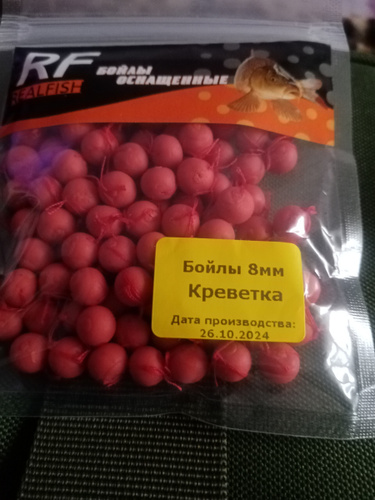 RF
REALFISH
БОЙЛЫ
ОСНАЩЕННЫЕ
Бойлы 8мм
Креветка
Дата производства:
26.10.2024